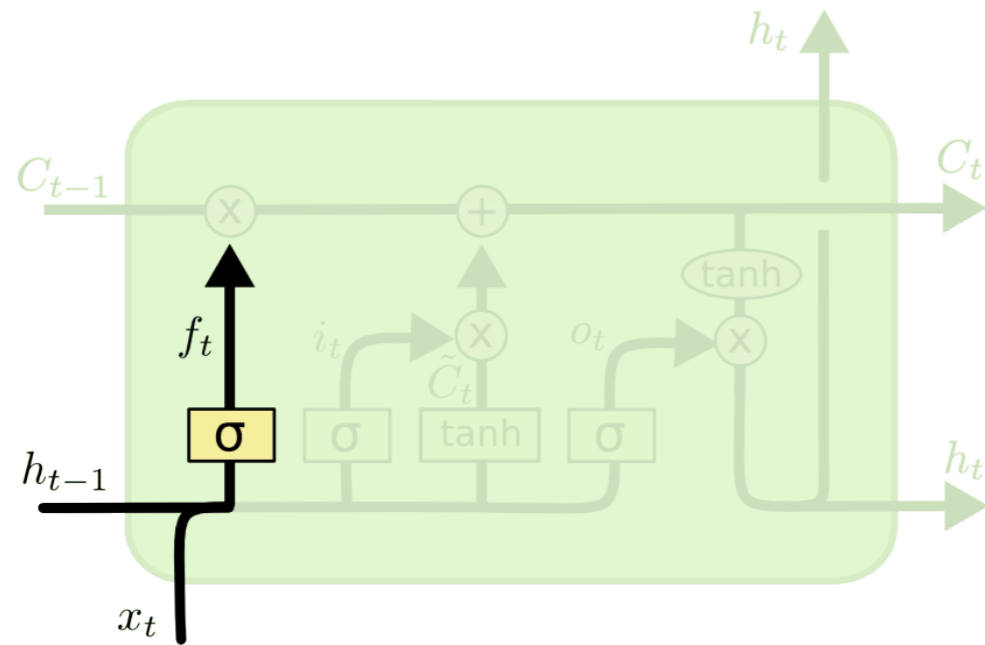 h_t
C_{t-1}
C_t
x
+
tanh
f_t
i_t
x
o_t
x
C̃_t
σ
σ
tanh
σ
h_{t-1}
h_t
x_t